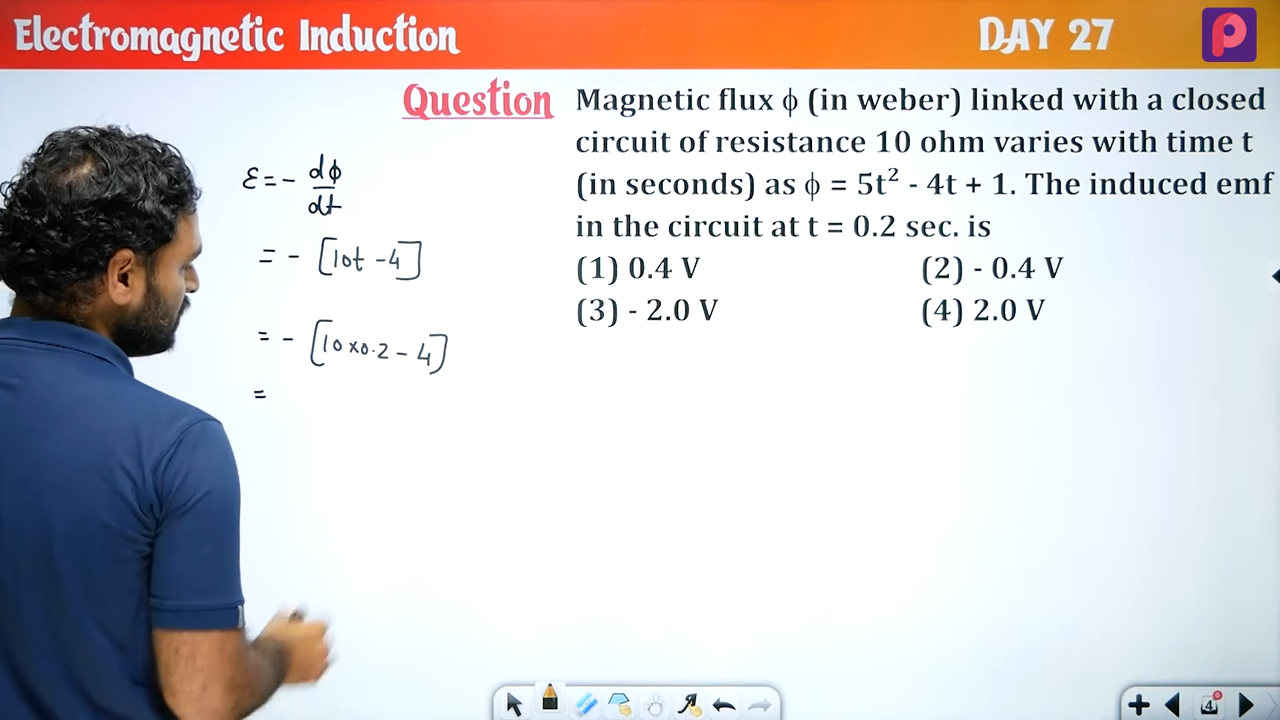 Electromagnetic Induction
DAY 27
Question
Magnetic flux ϕ (in weber) linked with a closed
circuit of resistance 10 ohm varies with time t
(in seconds) as ϕ = 5t² - 4t + 1. The induced emf
in the circuit at t = 0.2 sec. is
(1) 0.4 V (2) - 0.4 V
(3) - 2.0 V (4) 2.0 V
ε = - dϕ/dt
= - [10t - 4]
= - [10×0.2 - 4]
=
4